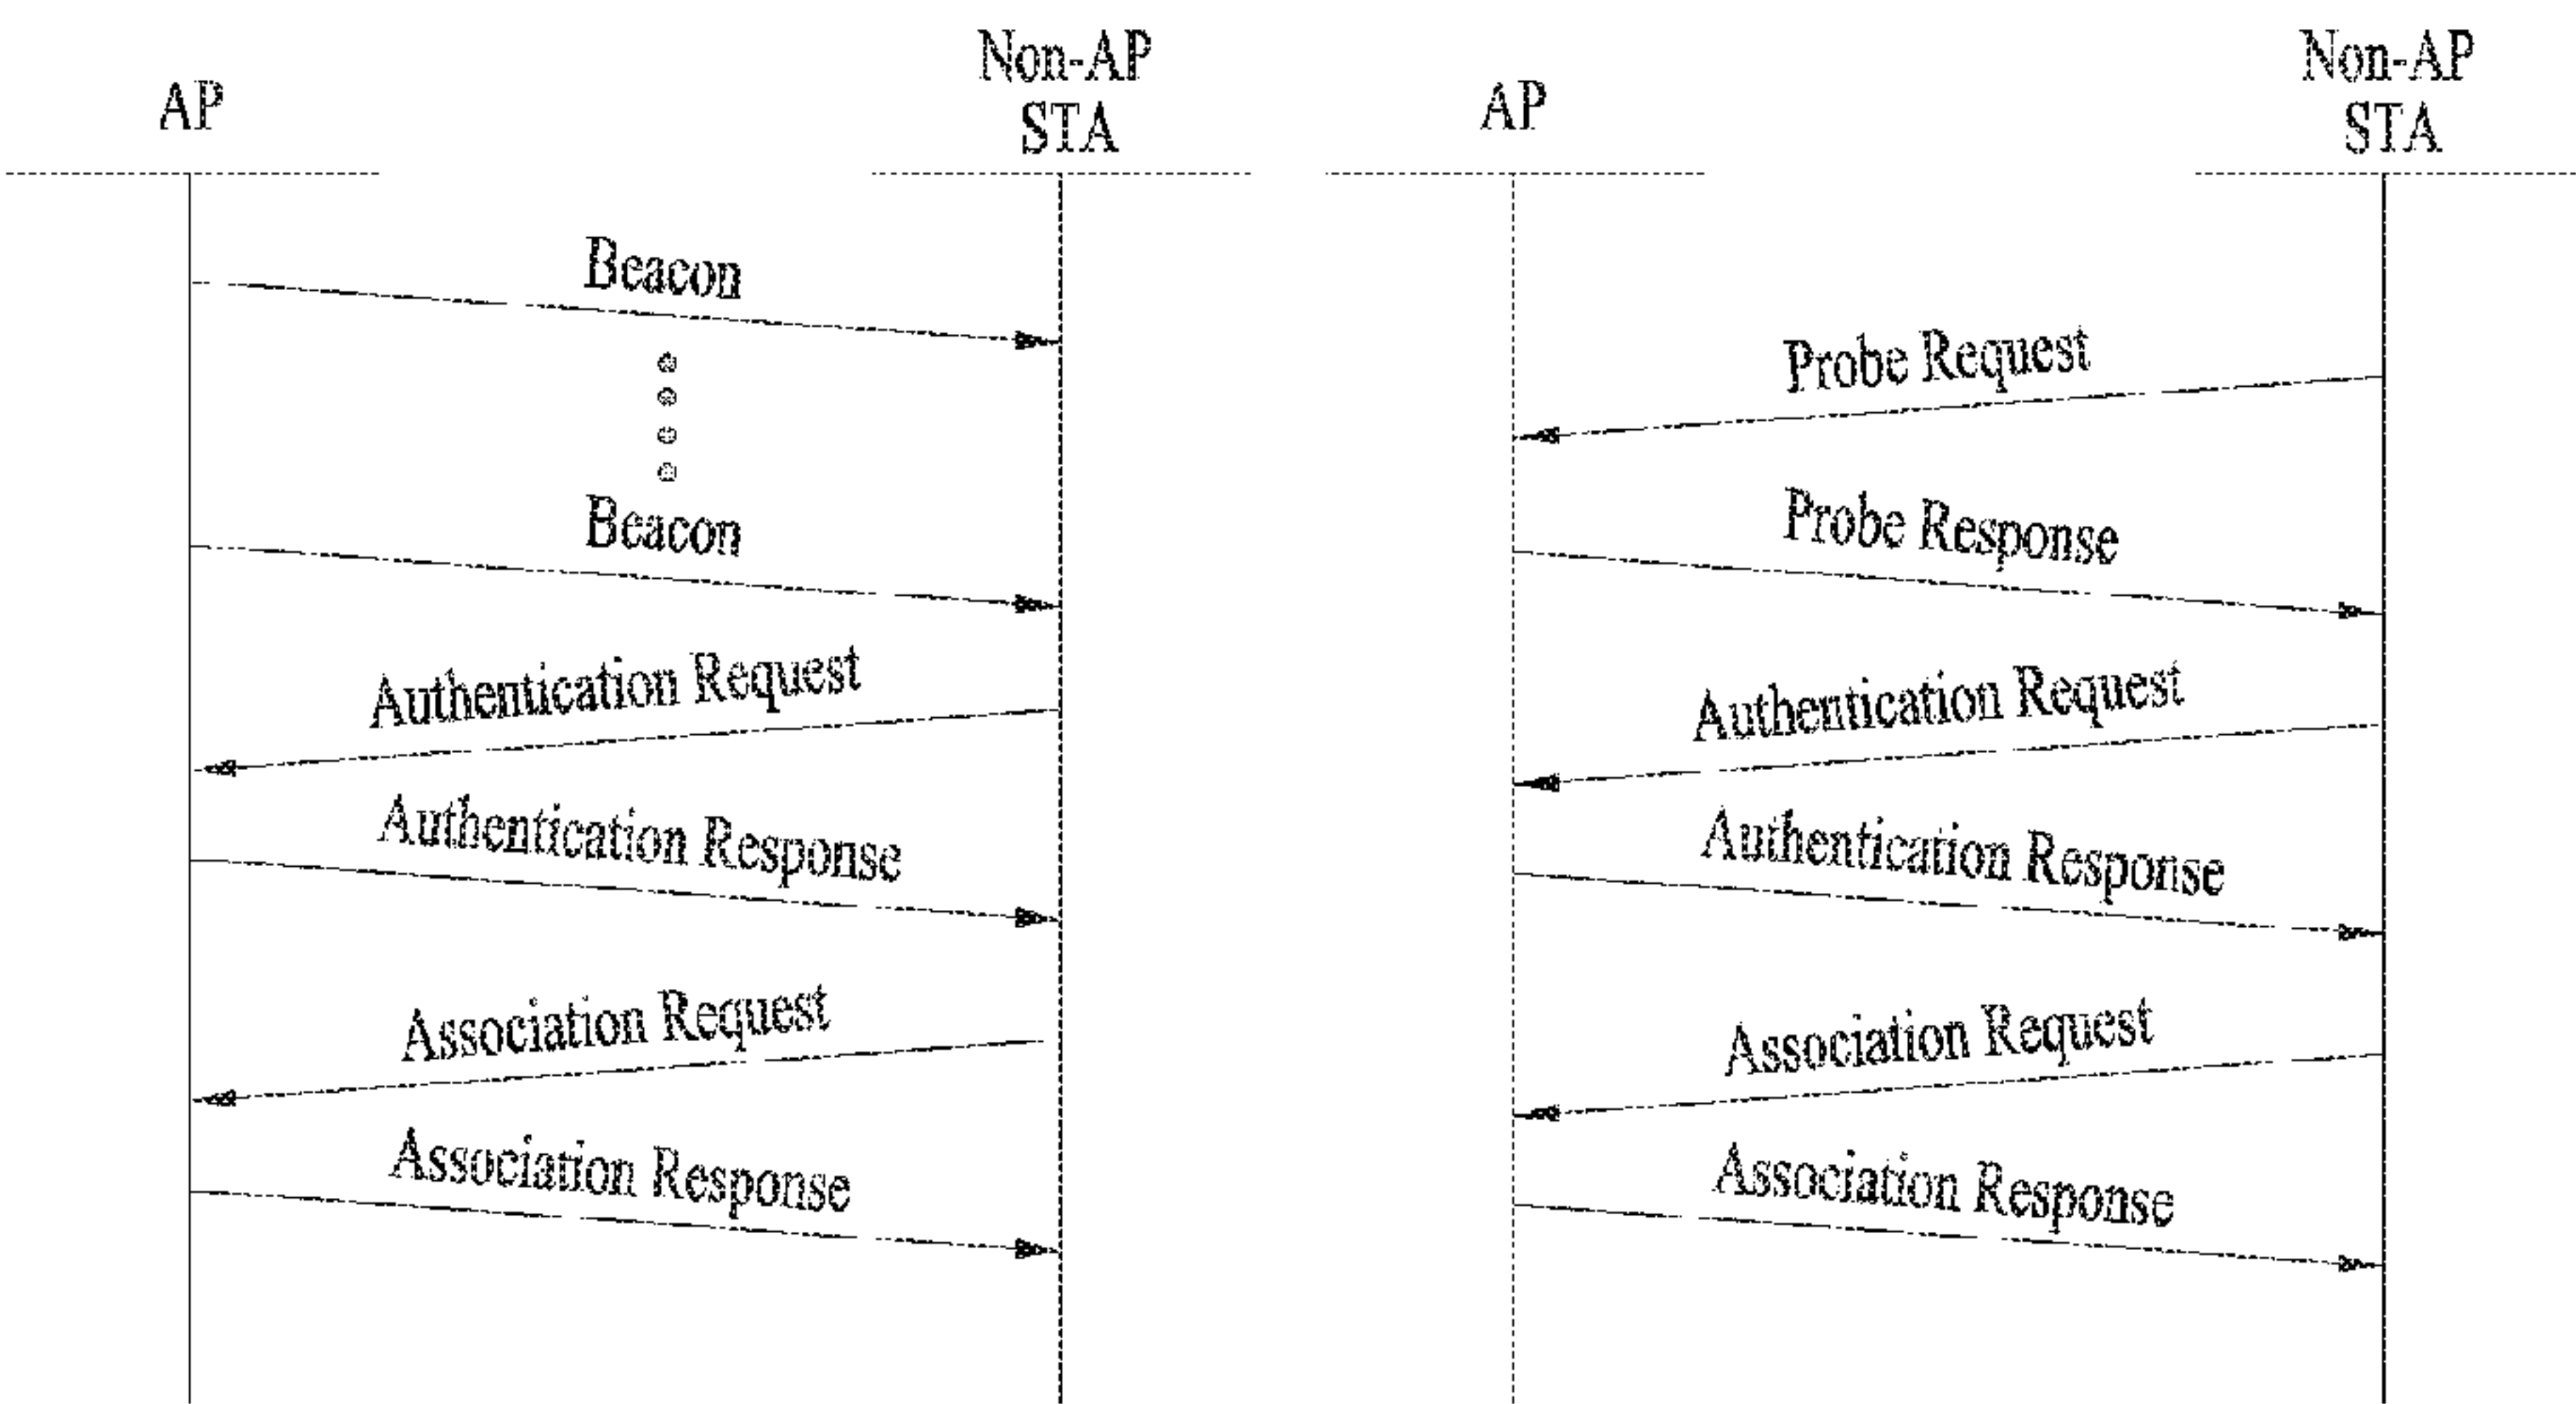 AP
Non-AP
STA
Beacon
Beacon
Authentication Request
Authentication Response
Association Request
Association Response
AP
Non-AP
STA
Probe Request
Probe Response
Authentication Request
Authentication Response
Association Request
Association Response